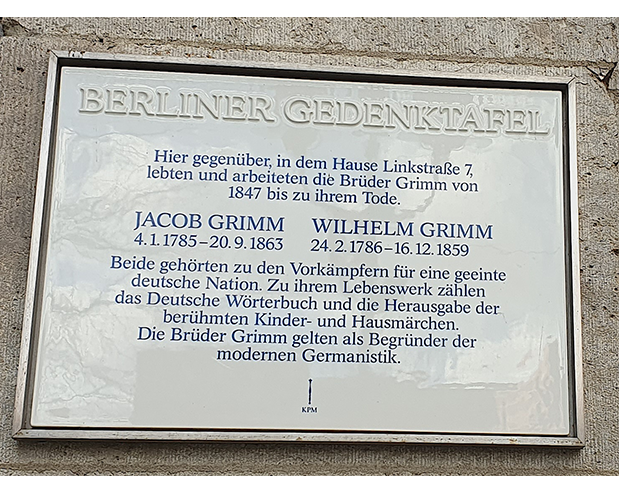 BERLINER GEDENKTAFEL
Hier gegenüber, in dem Hause Linkstraße 7,
lebten und arbeiteten die Brüder Grimm von
1847 bis zu ihrem Tode.
JACOB GRIMM WILHELM GRIMM
4.1.1785–20.9.1863 24.2.1786–16.12.1859
Beide gehörten zu den Vorkämpfern für eine geeinte
deutsche Nation. Zu ihrem Lebenswerk zählen
das Deutsche Wörterbuch und die Herausgabe der
berühmten Kinder- und Hausmärchen.
Die Brüder Grimm gelten als Begründer der
modernen Germanistik.
KPM